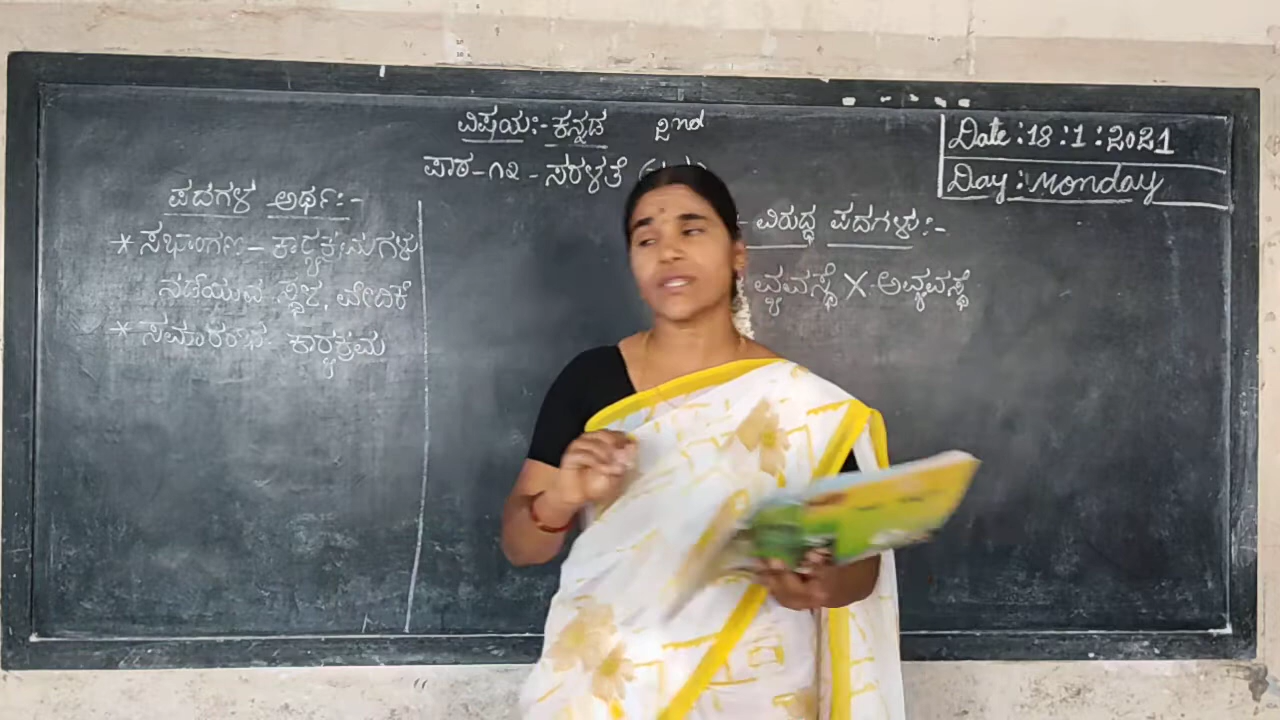 ವಿಷಯ:- ಕನ್ನಡ 2nd
ಪಾಠ-೧೩ - ಸರಳತೆ
Date : 18 : 1 : 2021
Day : Monday
ಪದಗಳ ಅರ್ಥ:-
* ಸಭಾಂಗಣ - ಕಾರ್ಯಕ್ರಮಗಳು
ನಡೆಯುವ ಸ್ಥಳ, ವೇದಿಕೆ
* ಸಮಾರಂಭ- ಕಾರ್ಯಕ್ರಮ
ವಿರುದ್ಧ ಪದಗಳು:-
ವ್ಯವಸ್ಥೆ X ಅವ್ಯವಸ್ಥೆ